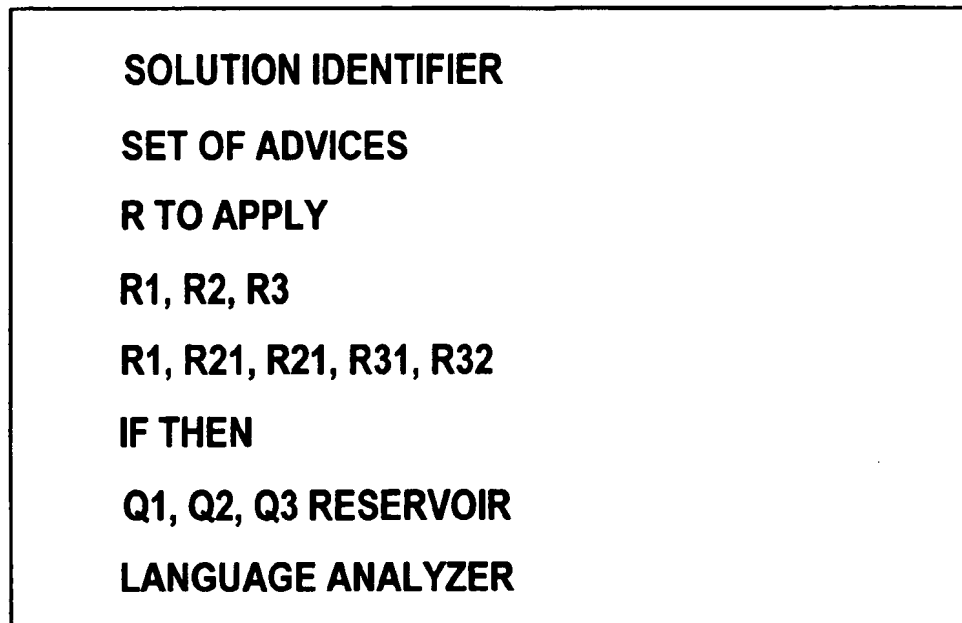 SOLUTION IDENTIFIER
SET OF ADVICES
R TO APPLY
R1, R2, R3
R1, R21, R21, R31, R32
IF THEN
Q1, Q2, Q3 RESERVOIR
LANGUAGE ANALYZER